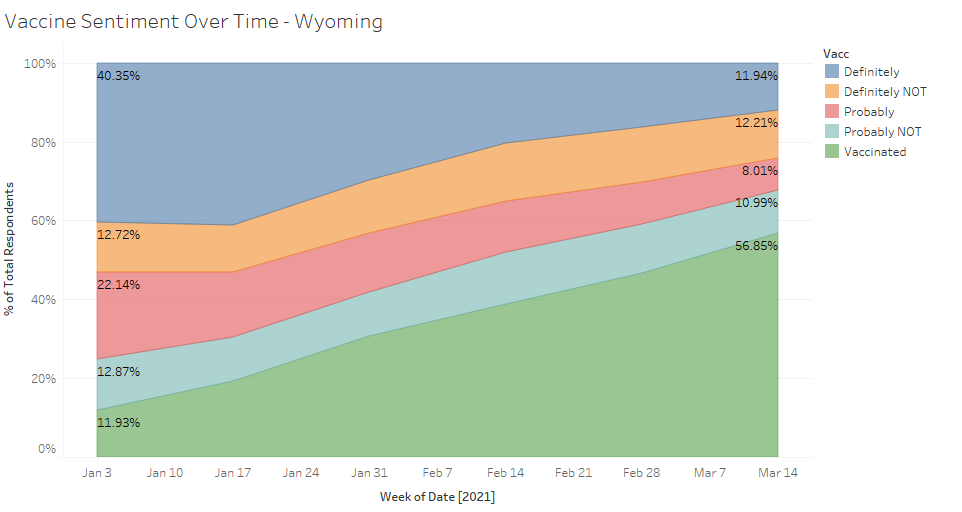 Vaccine Sentiment Over Time - Wyoming
Vacc
Definitely
Definitely NOT
Probably
Probably NOT
Vaccinated
% of Total Respondents
100%
80%
60%
40%
20%
0%
40.35%
12.72%
22.14%
12.87%
11.93%
11.94%
12.21%
8.01%
10.99%
56.85%
Jan 3 Jan 10 Jan 17 Jan 24 Jan 31 Feb 7 Feb 14 Feb 21 Feb 28 Mar 7 Mar 14
Week of Date [2021]